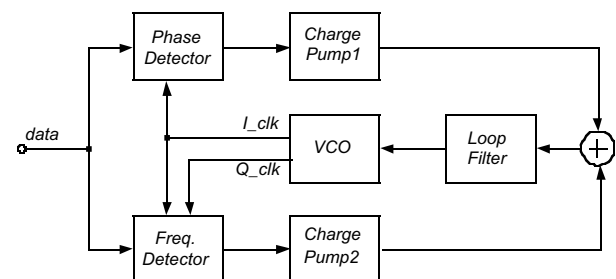 Phase
Detector
Charge
Pump1
data
I_clk
Q_clk
VCO
Loop
Filter
Freq.
Detector
Charge
Pump2